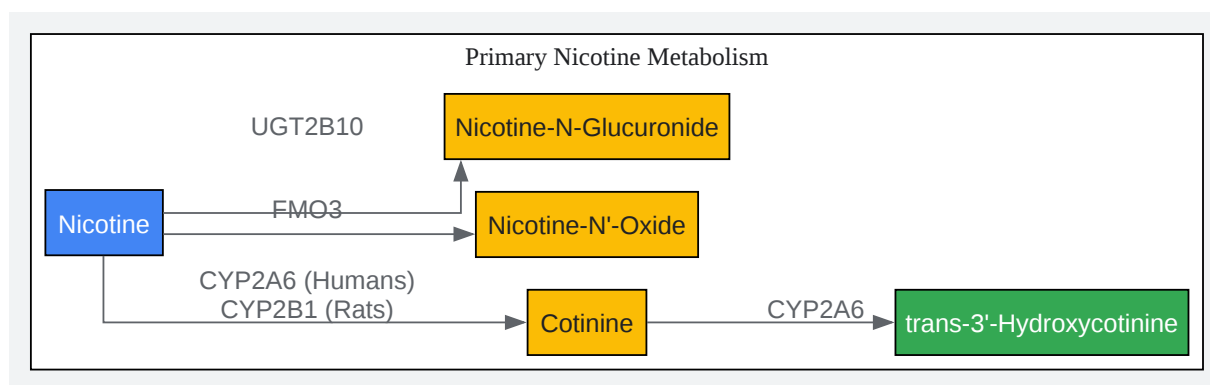 Primary Nicotine Metabolism
UGT2B10
Nicotine-N-Glucuronide
Nicotine
FMO3
Nicotine-N'-Oxide
CYP2A6 (Humans)
CYP2B1 (Rats)
Cotinine
CYP2A6
trans-3'-Hydroxycotinine